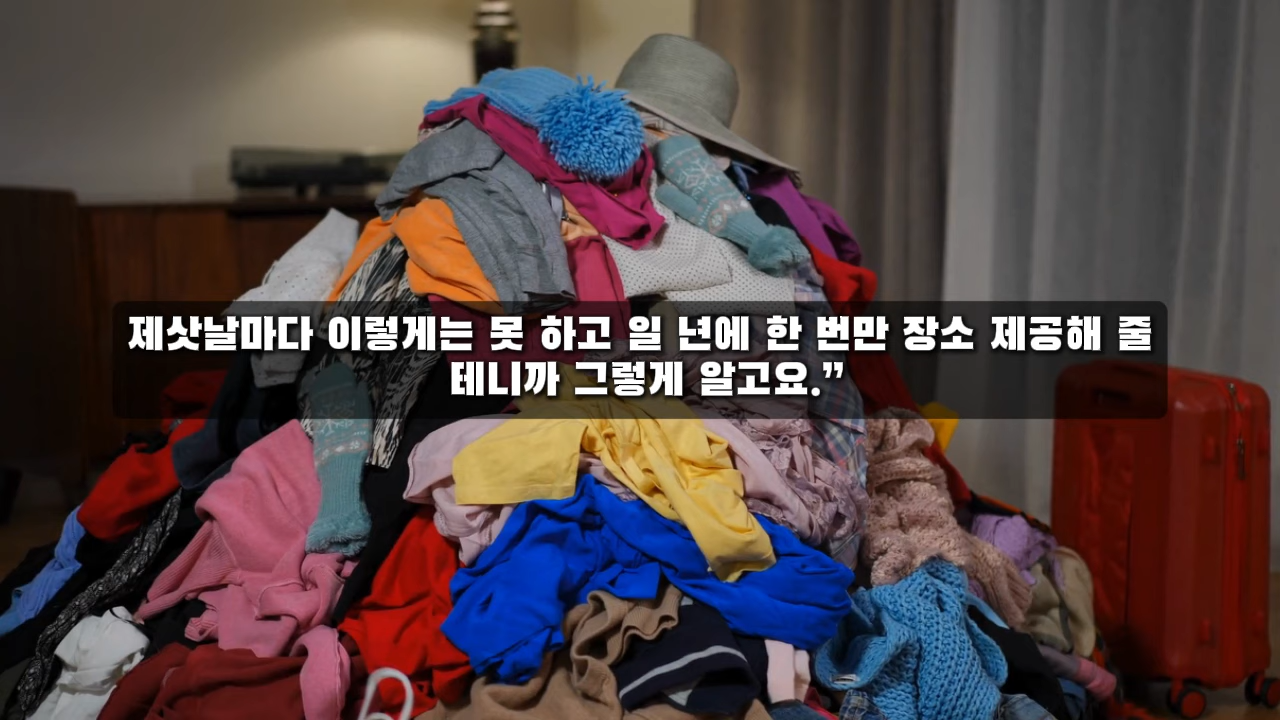 제삿날마다 이렇게는 못 하고 일 년에 한 번만 장소 제공해 줄
테니까 그렇게 알고요.”